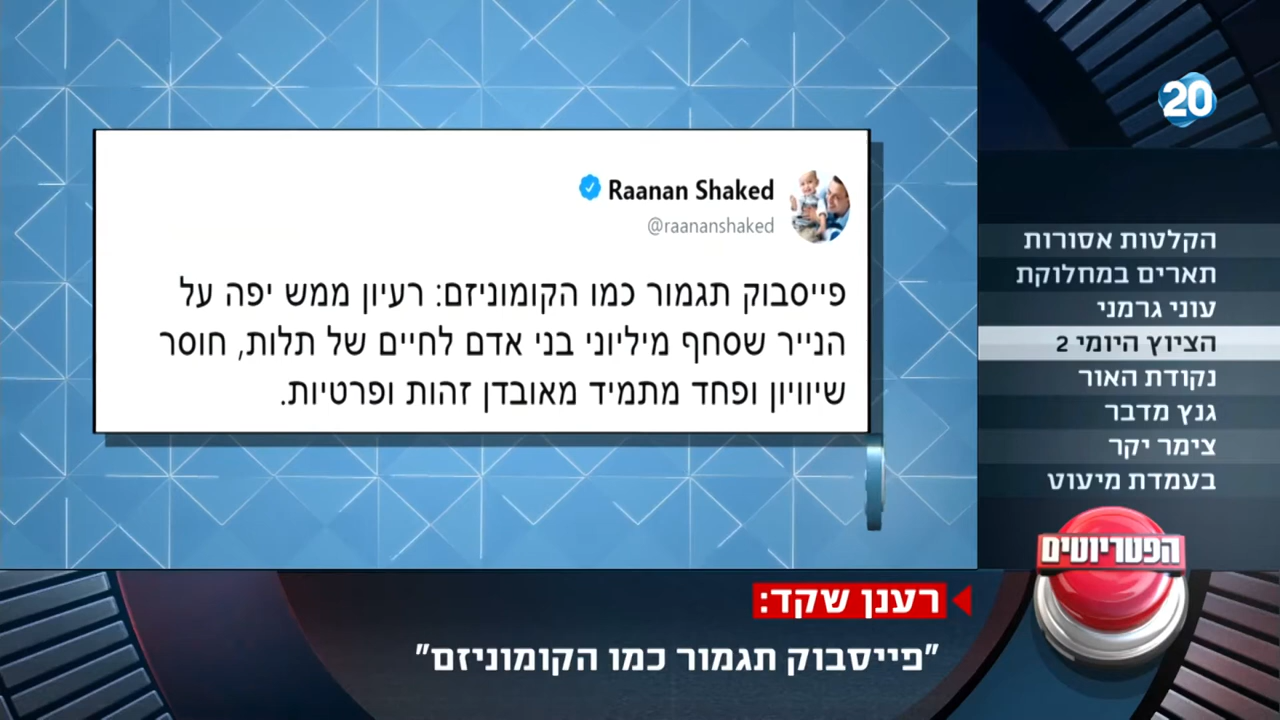 20
Raanan Shaked
@raananshaked
פייסבוק תגמור כמו הקומוניזם: רעיון ממש יפה על
הנייר שסחף מיליוני בני אדם לחיים של תלות, חוסר
שיוויון ופחד מתמיד מאובדן זהות ופרטיות.
הקלטות אסורות
תארים במחלוקת
עוני גרמני
הציוץ היומי 2
נקודת האור
גנץ מדבר
צימר יקר
בעמדת מיעוט
הפטריוטים
רענן שקד:
"פייסבוק תגמור כמו הקומוניזם"